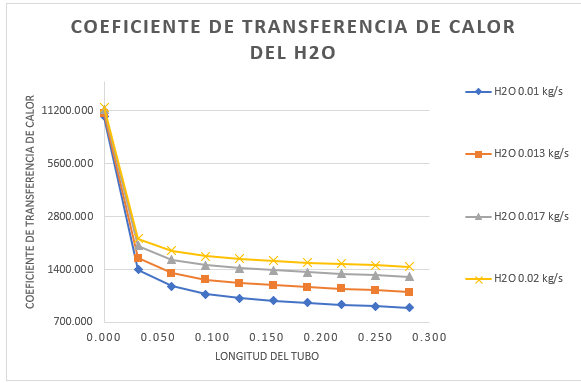 COEFICIENTE DE TRANSFERENCIA DE CALOR
DEL H2O
COEFICIENTE DE TRANSFERENCIA DE CALOR
11200.000
5600.000
2800.000
1400.000
700.000
0.000 0.050 0.100 0.150 0.200 0.250 0.300
LONGITUD DEL TUBO
H2O 0.01 kg/s
H2O 0.013 kg/s
H2O 0.017 kg/s
H2O 0.02 kg/s